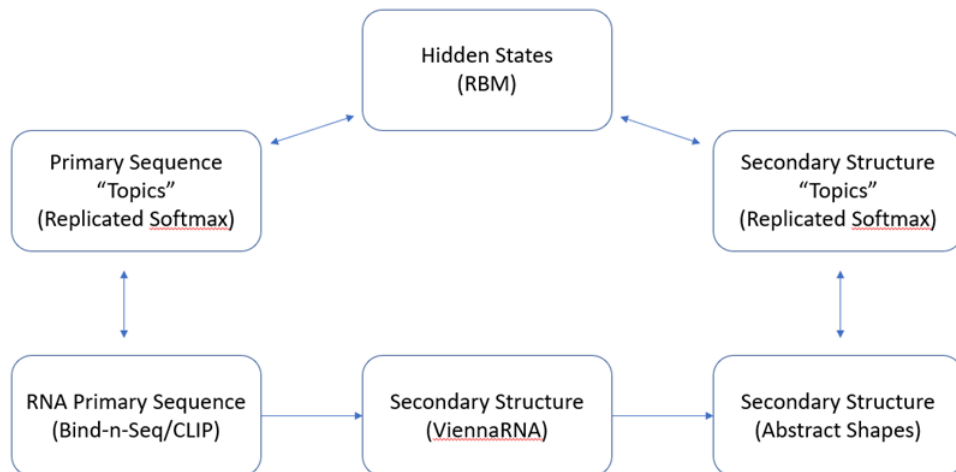 Hidden States
(RBM)
Primary Sequence
“Topics”
(Replicated Softmax)
Secondary Structure
“Topics”
(Replicated Softmax)
RNA Primary Sequence
(Bind-n-Seq/CLIP)
Secondary Structure
(ViennaRNA)
Secondary Structure
(Abstract Shapes)